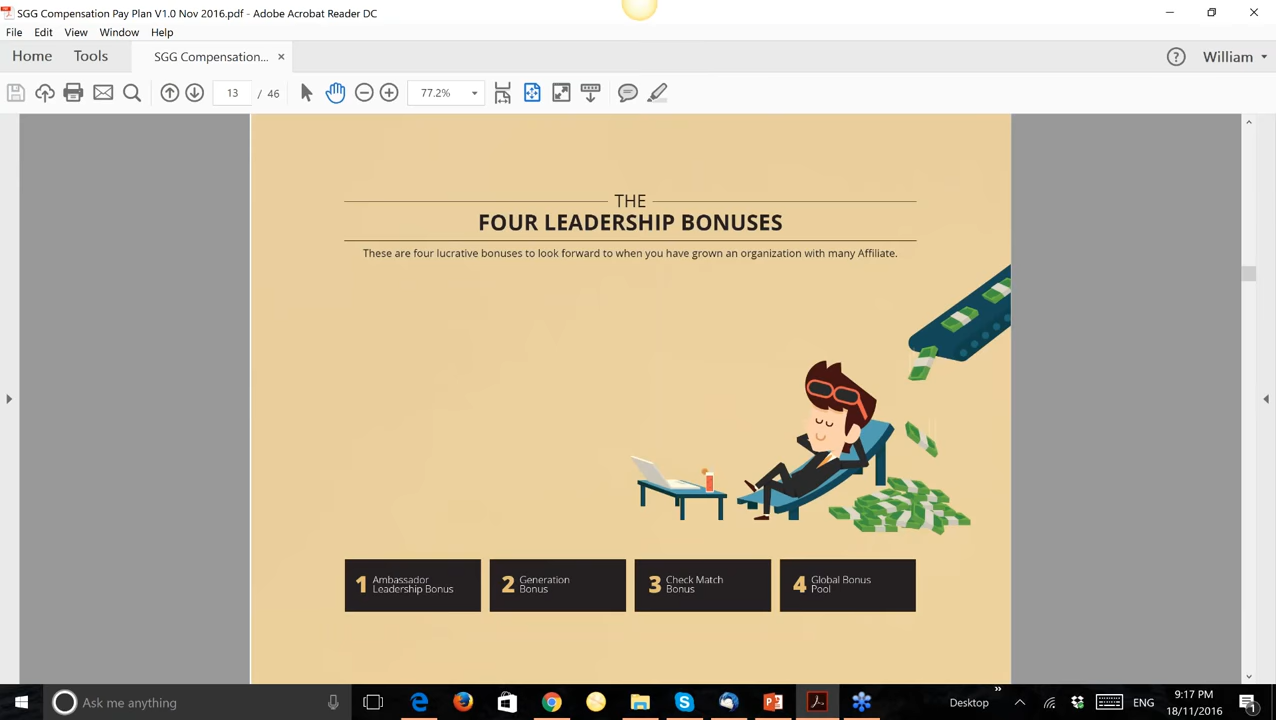 SGG Compensation Pay Plan V1.0 Nov 2016.pdf - Adobe Acrobat Reader DC
File Edit View Window Help
Home Tools SGG Compensation... × ? William
13 / 46 77.2%
THE
FOUR LEADERSHIP BONUSES
These are four lucrative bonuses to look forward to when you have grown an organization with many Affiliate.
1 Ambassador
Leadership Bonus
2 Generation
Bonus
3 Check Match
Bonus
4 Global Bonus
Pool
Ask me anything
Desktop
ENG
9:17 PM
18/11/2016
1